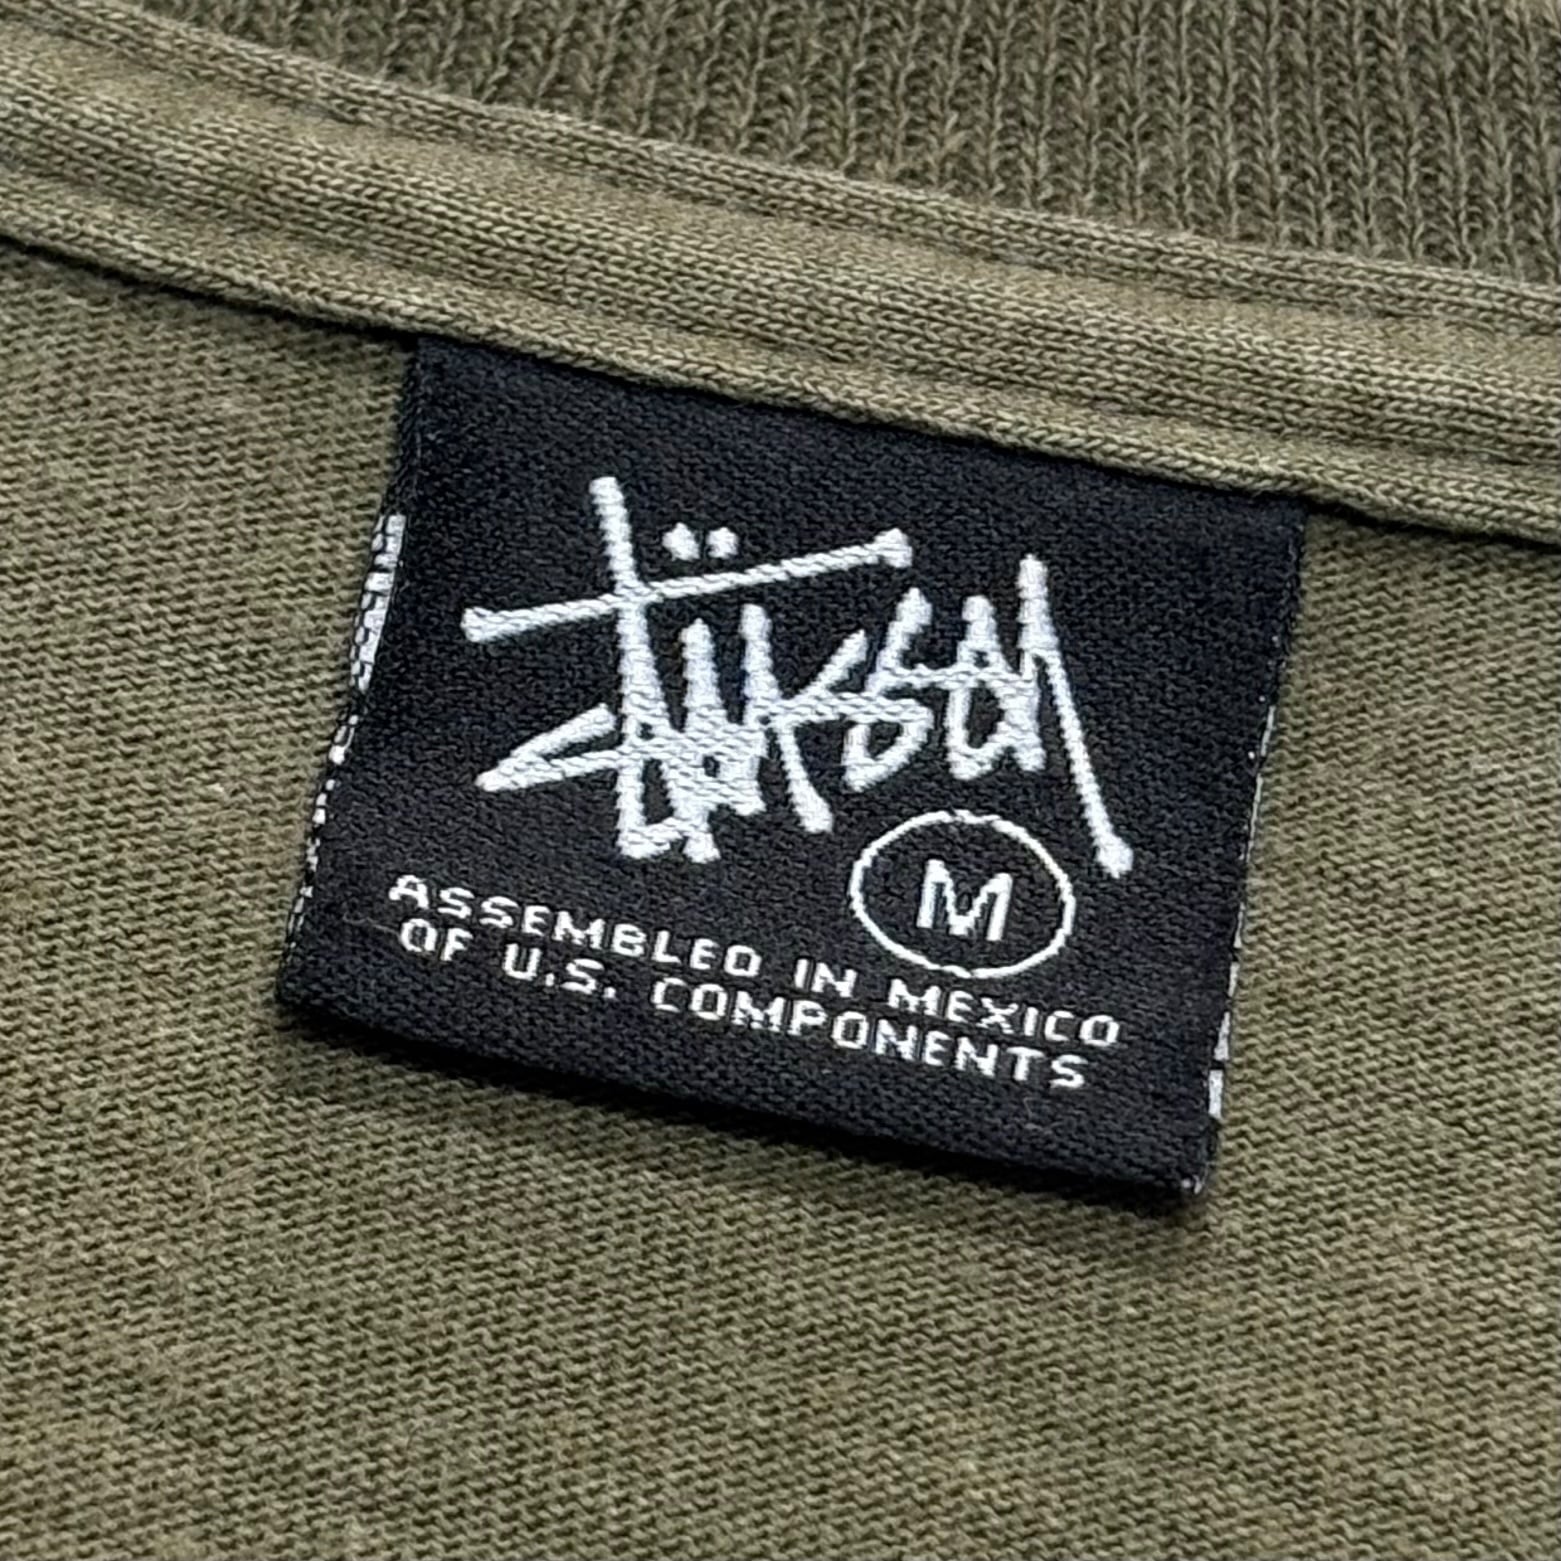 Stüssy
M
ASSEMBLED IN MEXICO
OF U.S. COMPONENTS